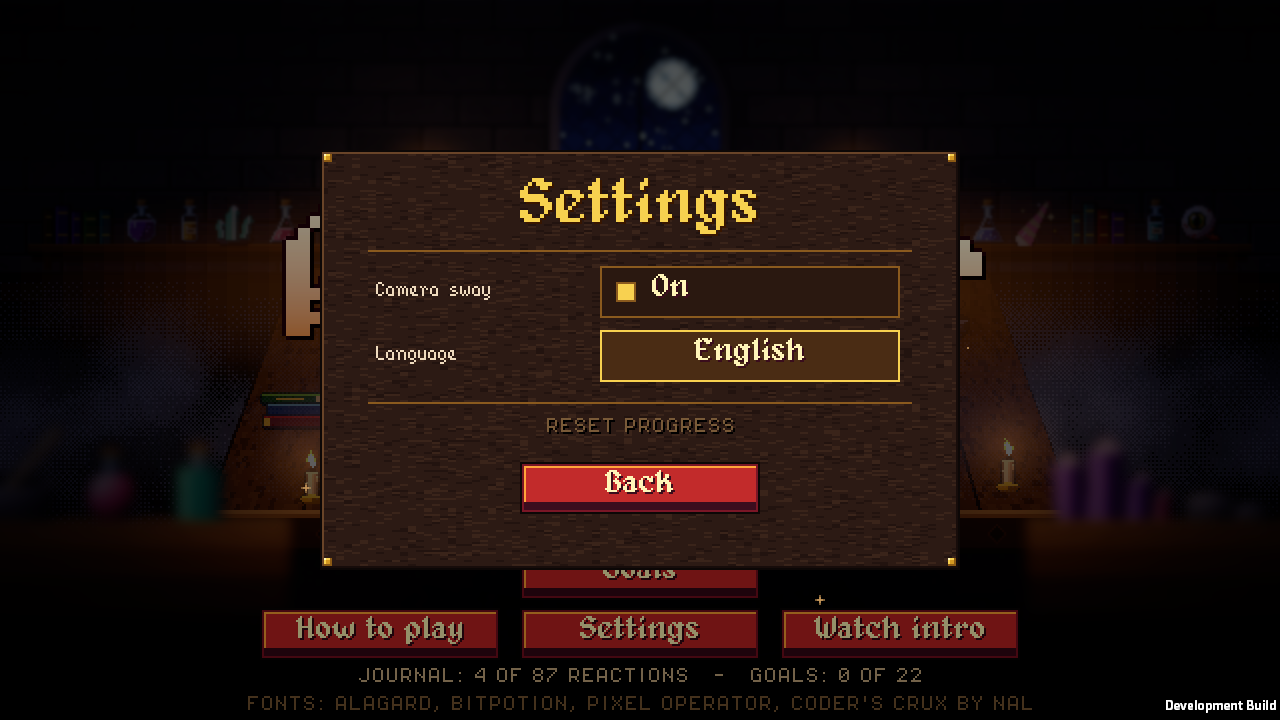 Settings
Camera sway
On
Language
English
RESET PROGRESS
Back
Goals
How to play
Settings
Watch intro
JOURNAL: 4 OF 87 REACTIONS - GOALS: 0 OF 22
FONTS: ALAGARD, BITPOTION, PIXEL OPERATOR, CODER'S CRUX BY NAL
Development Build